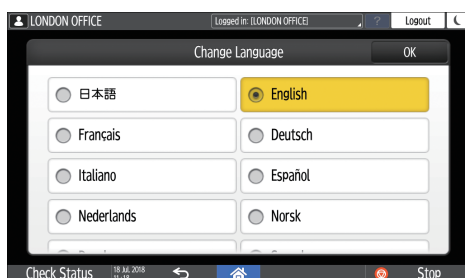 LONDON OFFICE Logged in: [LONDON OFFICE] ? Logout
Change Language OK
日本語 English
Français Deutsch
Italiano Español
Nederlands Norsk
Check Status 18 JUL 2018 Stop